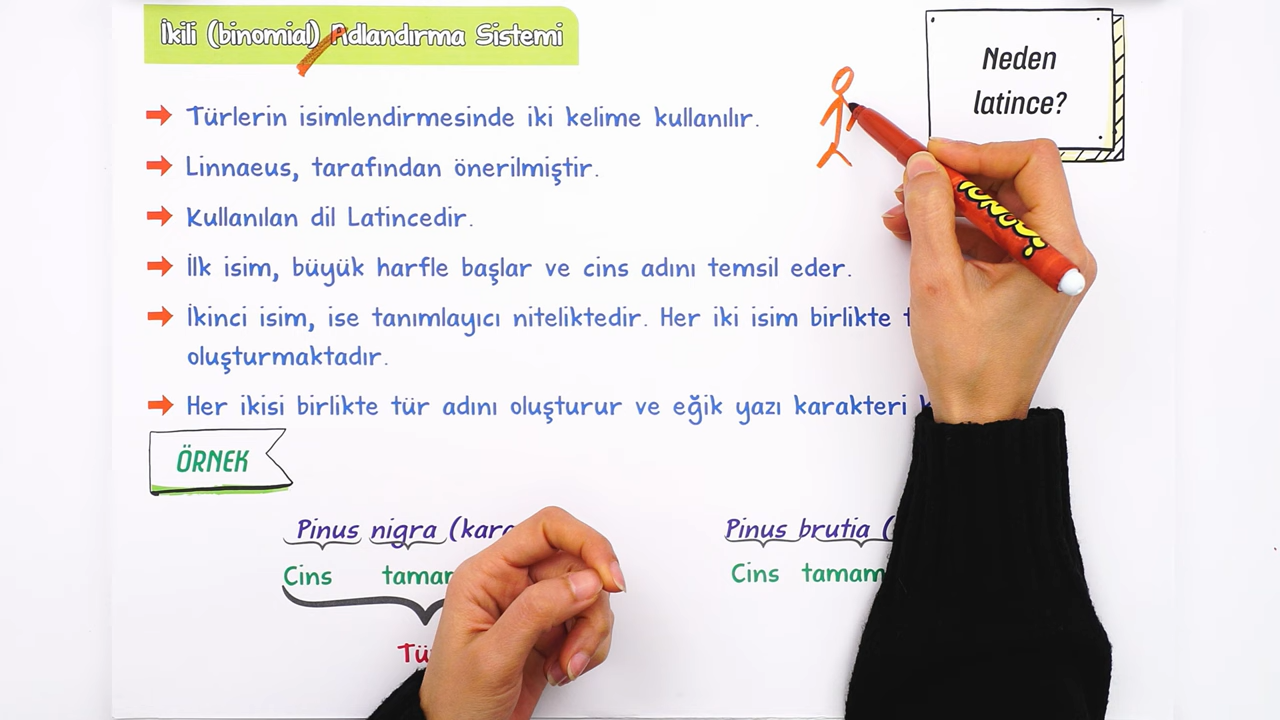 İkili (binomial) Adlandırma Sistemi
Neden
latince?
Türlerin isimlendirmesinde iki kelime kullanılır.
Linnaeus, tarafından önerilmiştir.
Kullanılan dil Latincedir.
İlk isim, büyük harfle başlar ve cins adını temsil eder.
İkinci isim, ise tanımlayıcı niteliktedir. Her iki isim birlikte
oluşturmaktadır.
Her ikisi birlikte tür adını oluşturur ve eğik yazı karakteri
ÖRNEK
Pinus nigra
Pinus brutia
Cins
Cins